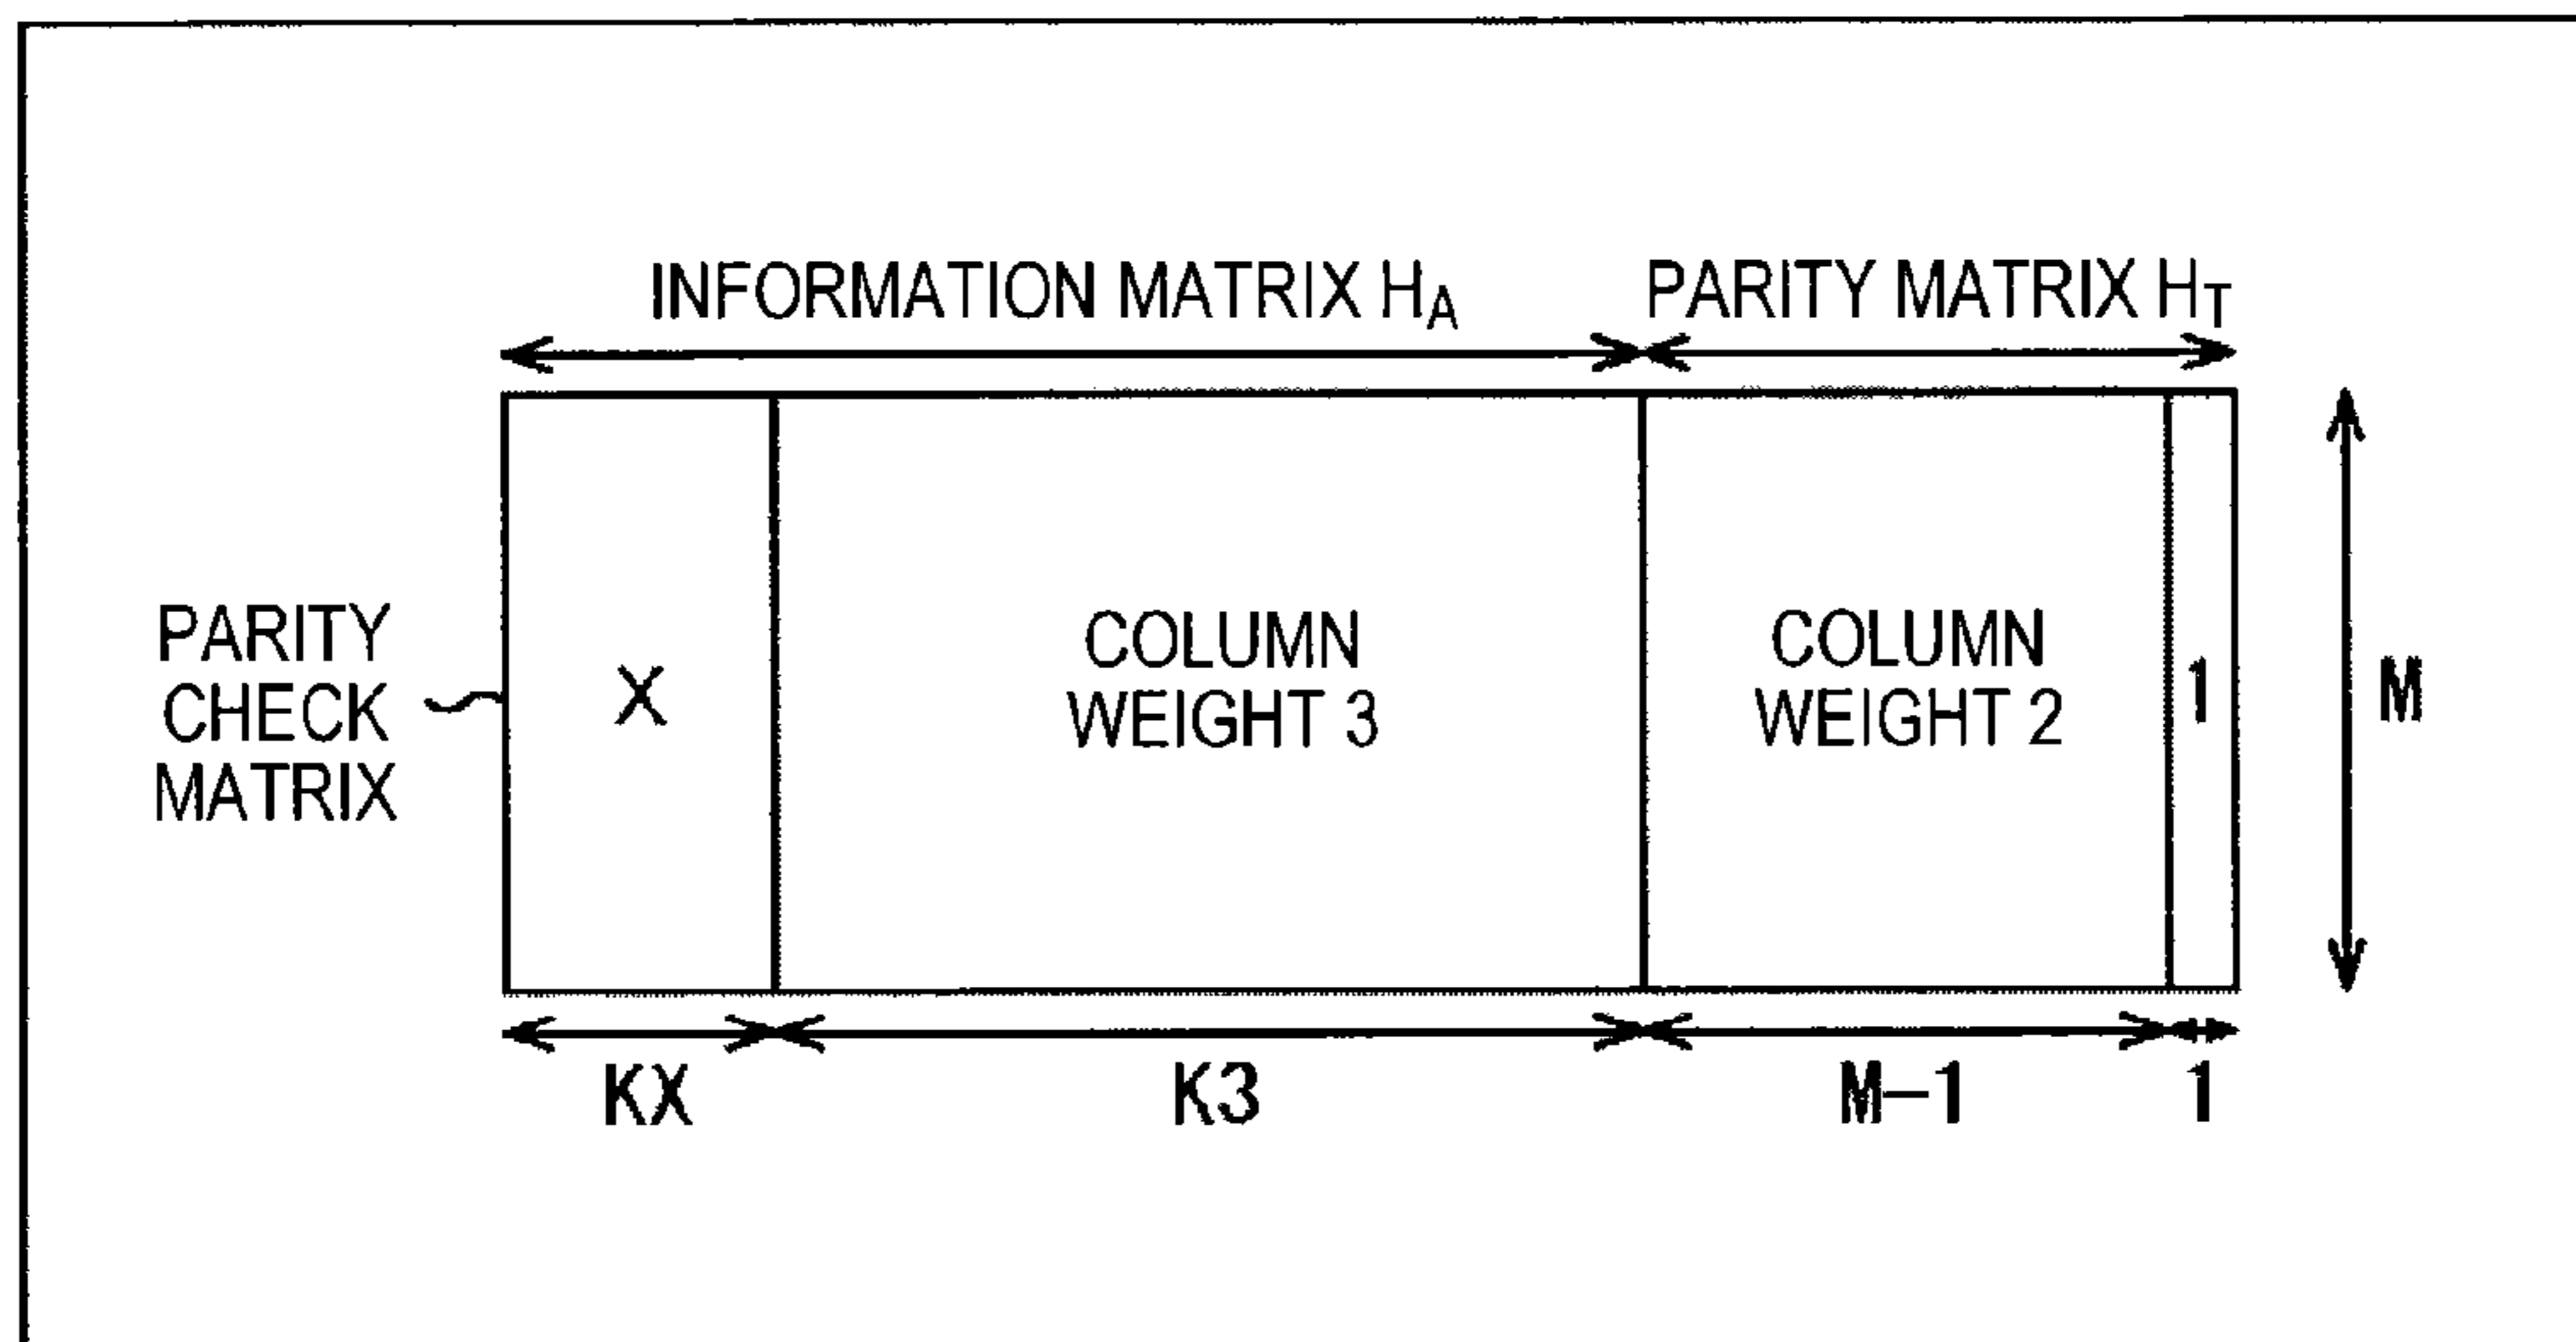 INFORMATION MATRIX HA
PARITY MATRIX HT
PARITY
CHECK
MATRIX
X
COLUMN
WEIGHT 3
COLUMN
WEIGHT 2
1
M
KX
K3
M-1
1